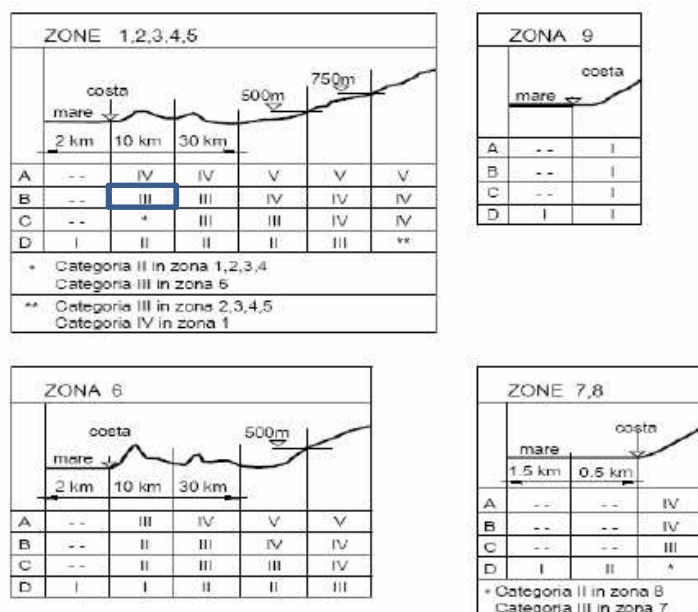 ZONE 1,2,3,4,5
750m
costa 500m
mare
2 km 10 km 30 km
A -- IV IV V V V
B -- III III IV IV IV
C -- * III III IV IV
D I II II II III **
* Categoria II in zona 1,2,3,4
Categoria III in zona 5
** Categoria III in zona 2,3,4,5
Categoria IV in zona 1
ZONA 9
costa
mare
A -- I
B -- I
C -- I
D I I
ZONA 6
costa 500m
mare
2 km 10 km 30 km
A -- III IV V V
B -- II III IV IV
C -- II III III IV
D I I II II III
ZONE 7,8
costa
mare
1.5 km 0.5 km
A -- -- IV
B -- -- IV
C -- -- III
D I II *
* Categoria II in zona 8
Categoria III in zona 7